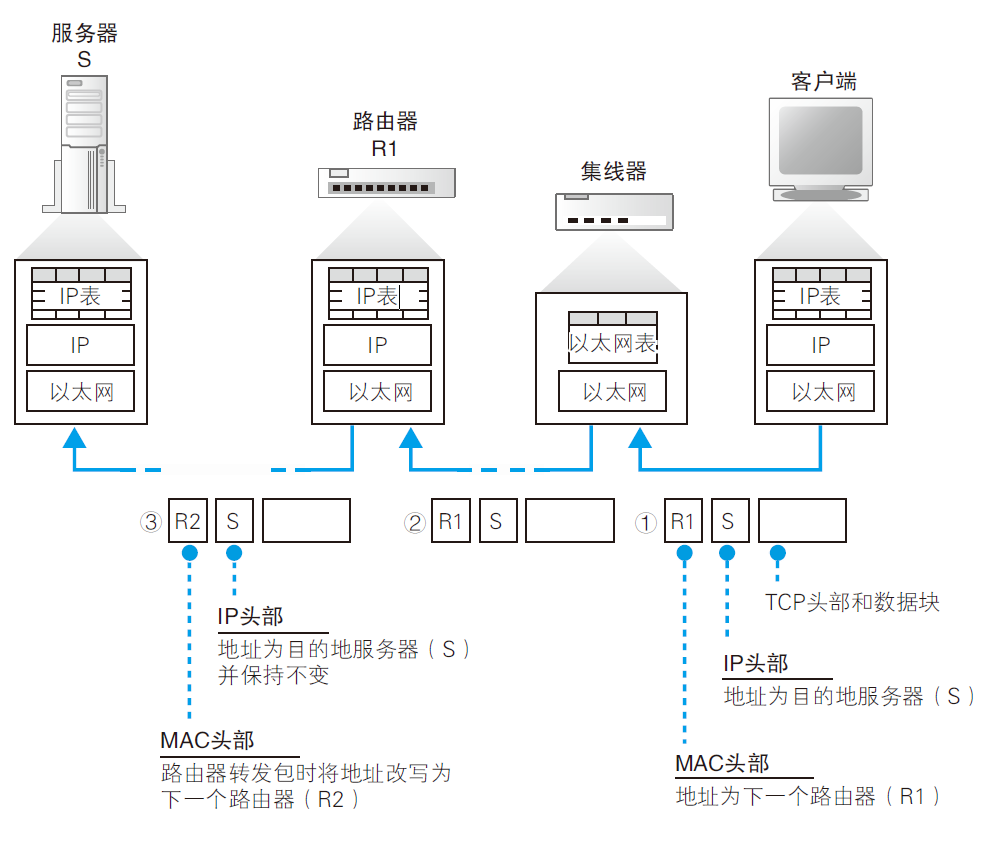 服务器
S
路由器
R1
集线器
客户端
IP表
IP
以太网
IP表
IP
以太网
以太网表
以太网
IP表
IP
以太网
③ R2 S
② R1 S
① R1 S
IP头部
地址为目的地服务器（S）
并保持不变
MAC头部
路由器转发包时将地址改写为
下一个路由器（R2）
TCP头部和数据块
IP头部
地址为目的地服务器（S）
MAC头部
地址为下一个路由器（R1）